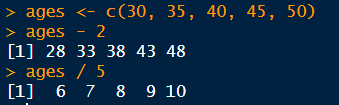 > ages <- c(30, 35, 40, 45, 50)
> ages - 2
[1] 28 33 38 43 48
> ages / 5
[1]  6  7  8  9 10